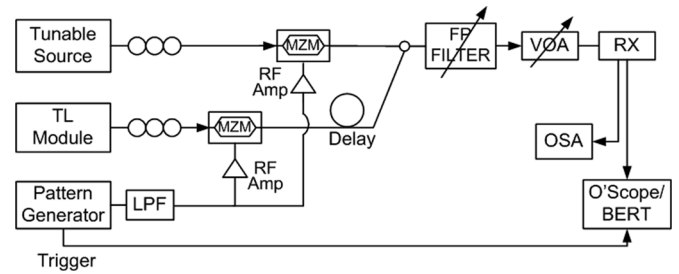 Tunable
Source
MZM
FP
FILTER
VOA
RX
RF
Amp
TL
Module
MZM
Delay
OSA
RF
Amp
Pattern
Generator
LPF
O'Scope/
BERT
Trigger